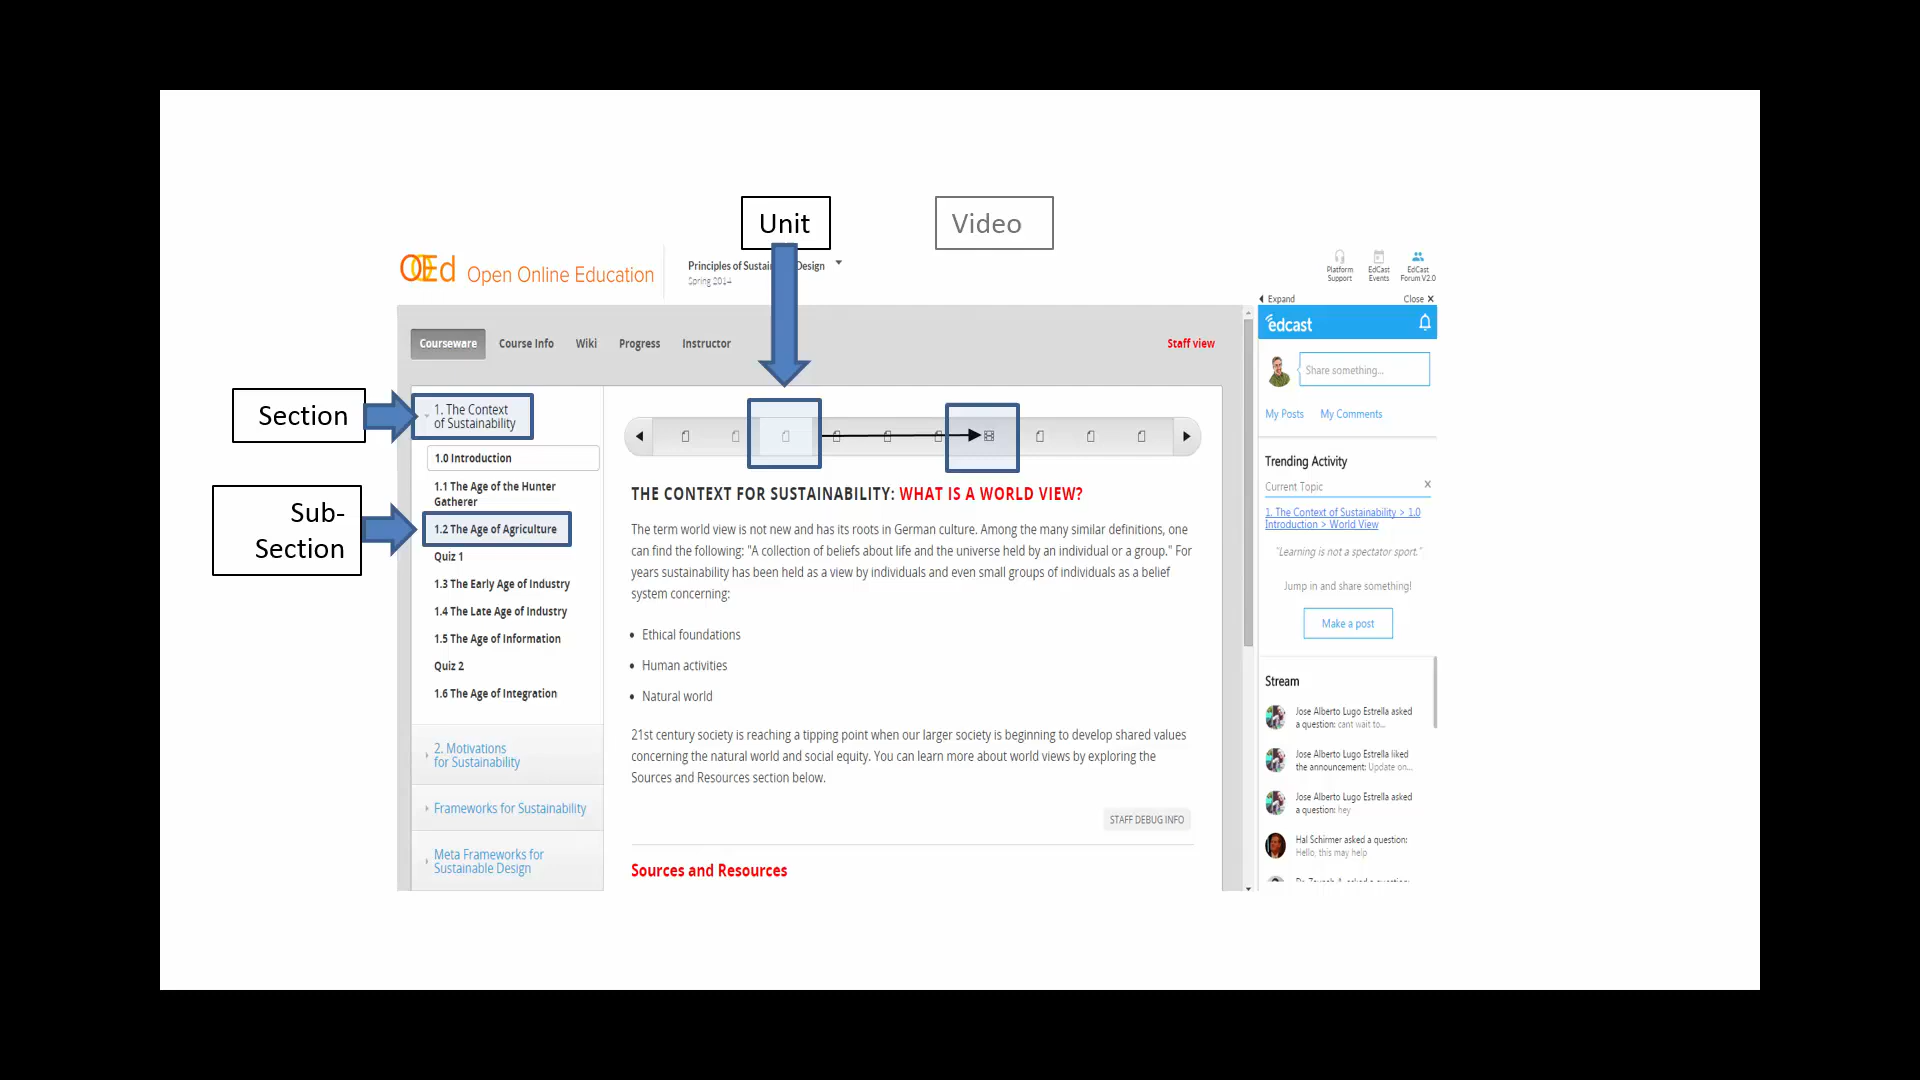 Unit
Video
OOEd Open Online Education
Principles of Sustai Design
Spring 2014
Platform
Support
EdCast
Events
EdCast
Forum V2.0
Expand
Close X
Courseware
Course Info
Wiki
Progress
Instructor
Staff view
edcast
Share something...
My Posts
My Comments
Section
1. The Context
of Sustainability
1.0 Introduction
1.1 The Age of the Hunter
Gatherer
Sub-
Section
1.2 The Age of Agriculture
Quiz 1
1.3 The Early Age of Industry
1.4 The Late Age of Industry
1.5 The Age of Information
Quiz 2
1.6 The Age of Integration
2. Motivations
for Sustainability
Frameworks for Sustainability
Meta Frameworks for
Sustainable Design
THE CONTEXT FOR SUSTAINABILITY: WHAT IS A WORLD VIEW?
The term world view is not new and has its roots in German culture. Among the many similar definitions, one
can find the following: "A collection of beliefs about life and the universe held by an individual or a group." For
years sustainability has been held as a view by individuals and even small groups of individuals as a belief
system concerning:
• Ethical foundations
• Human activities
• Natural world
21st century society is reaching a tipping point when our larger society is beginning to develop shared values
concerning the natural world and social equity. You can learn more about world views by exploring the
Sources and Resources section below.
STAFF DEBUG INFO
Sources and Resources
Trending Activity
Current Topic X
1. The Context of Sustainability > 1.0
Introduction > World View
"Learning is not a spectator sport."
Jump in and share something!
Make a post
Stream
Jose Alberto Lugo Estrella asked
a question: cant wait to...
Jose Alberto Lugo Estrella liked
the announcement: Update on...
Jose Alberto Lugo Estrella asked
a question: hey
Hal Schirmer asked a question:
Hello, this may help